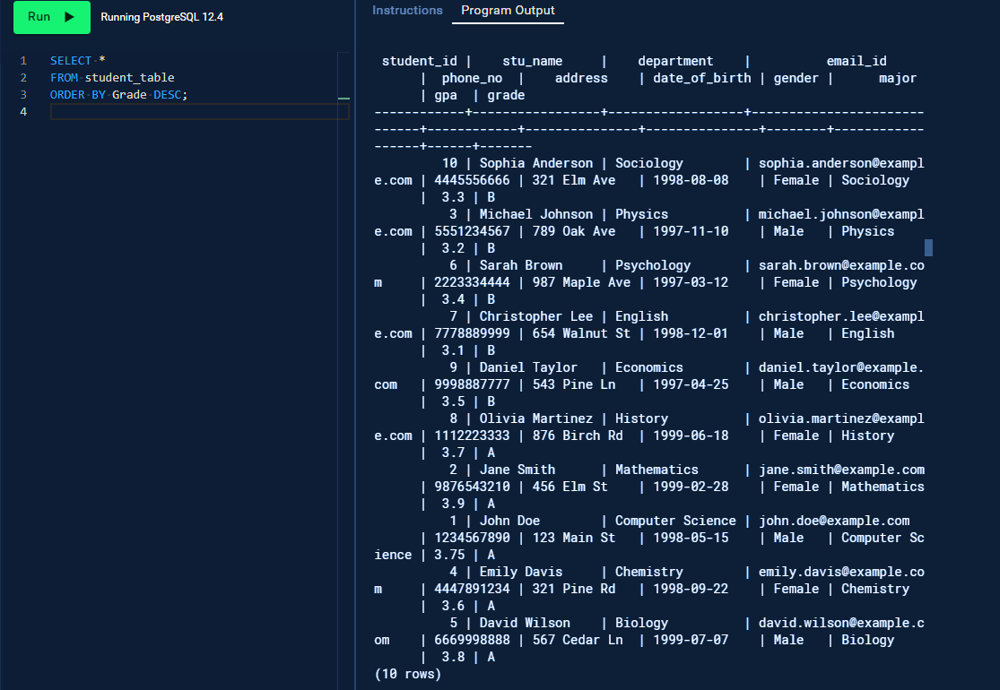 Run ▶ Running PostgreSQL 12.4
1 SELECT *
2 FROM student_table
3 ORDER BY Grade DESC;
4
Instructions Program Output
 student_id |    stu_name     |    department    |          email_id
      |  phone_no  |    address    | date_of_birth | gender |      major
      | gpa  | grade
------------+-----------------+------------------+-----------------------
------+------------+---------------+---------------+--------+------------
------+------+-------
         10 | Sophia Anderson | Sociology        | sophia.anderson@exampl
e.com | 4445556666 | 321 Elm Ave   | 1998-08-08    | Female | Sociology
      |  3.3 | B
          3 | Michael Johnson | Physics          | michael.johnson@exampl
e.com | 5551234567 | 789 Oak Ave   | 1997-11-10    | Male   | Physics
      |  3.2 | B
          6 | Sarah Brown     | Psychology       | sarah.brown@example.co
m     | 2223334444 | 987 Maple Ave | 1997-03-12    | Female | Psychology
      |  3.4 | B
          7 | Christopher Lee | English          | christopher.lee@exampl
e.com | 7778889999 | 654 Walnut St | 1998-12-01    | Male   | English
      |  3.1 | B
          9 | Daniel Taylor   | Economics        | daniel.taylor@example.
com   | 9998887777 | 543 Pine Ln   | 1997-04-25    | Male   | Economics
      |  3.5 | B
          8 | Olivia Martinez | History          | olivia.martinez@exampl
e.com | 1112223333 | 876 Birch Rd  | 1999-06-18    | Female | History
      |  3.7 | A
          2 | Jane Smith      | Mathematics      | jane.smith@example.com
      | 9876543210 | 456 Elm St    | 1999-02-28    | Female | Mathematics
      |  3.9 | A
          1 | John Doe        | Computer Science | john.doe@example.com
      | 1234567890 | 123 Main St   | 1998-05-15    | Male   | Computer Sc
ience | 3.75 | A
          4 | Emily Davis     | Chemistry        | emily.davis@example.co
m     | 4447891234 | 321 Pine Rd   | 1998-09-22    | Female | Chemistry
      |  3.6 | A
          5 | David Wilson    | Biology          | david.wilson@example.c
om    | 6669998888 | 567 Cedar Ln  | 1999-07-07    | Male   | Biology
      |  3.8 | A
(10 rows)